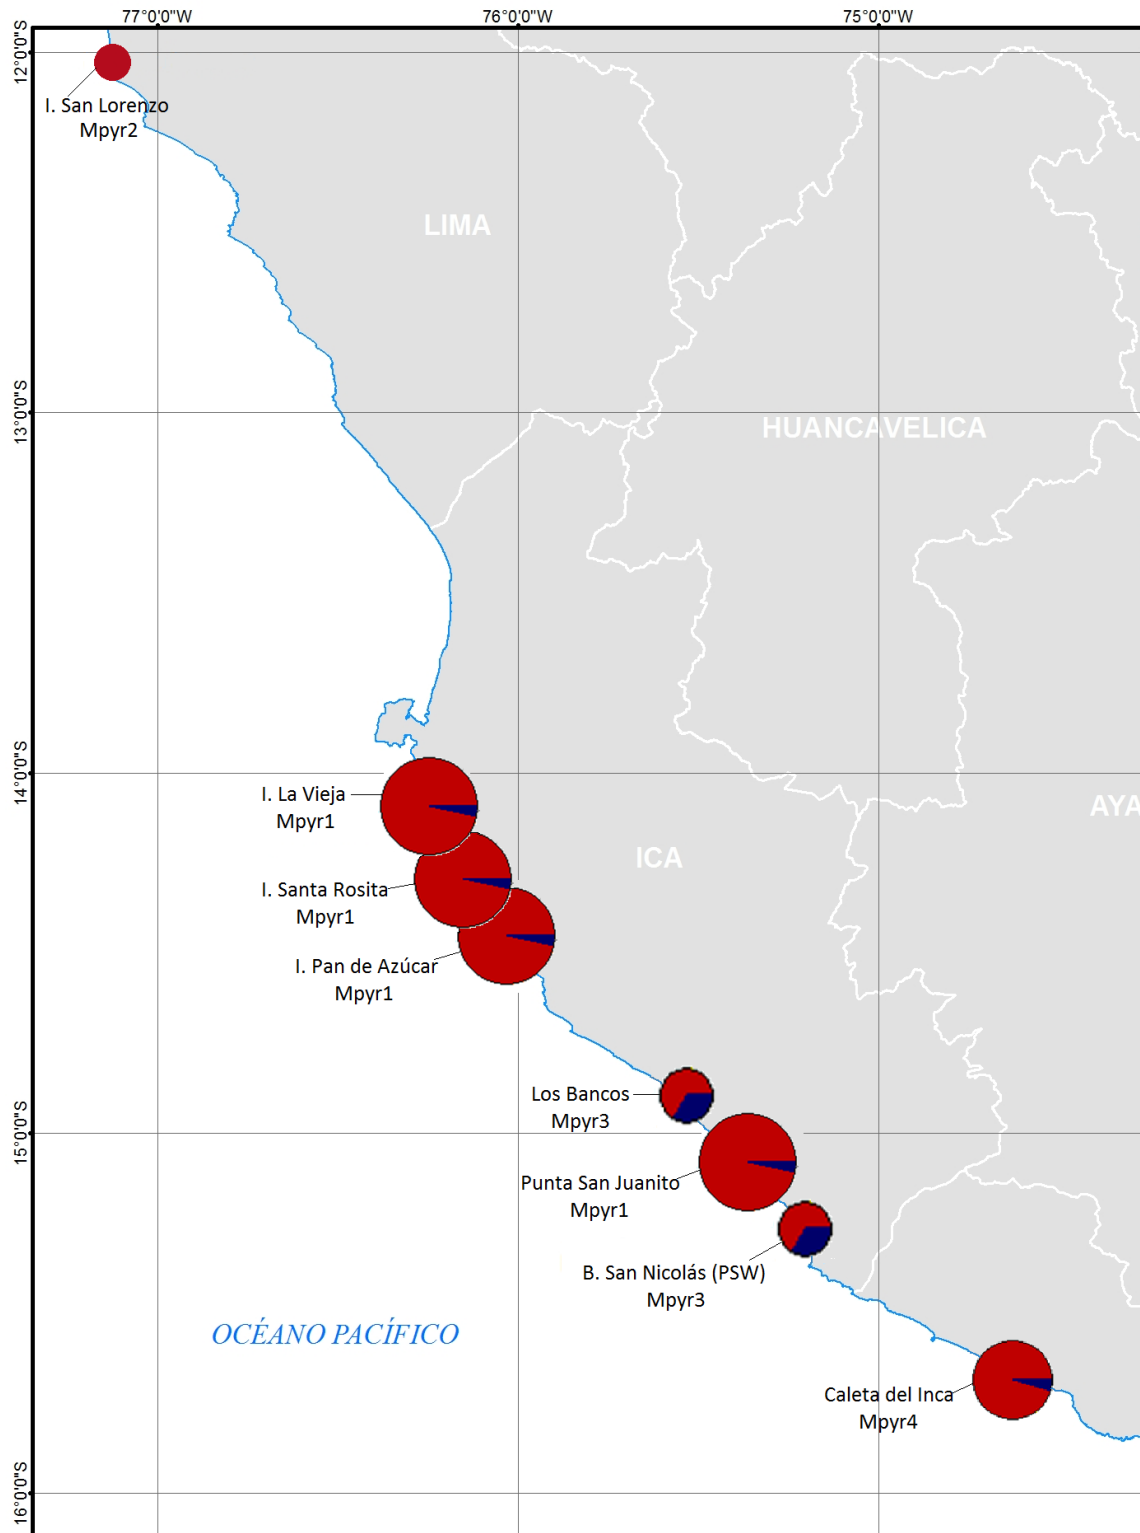 77°0'0"W 76°0'0"W 75°0'0"W
12°0'0"S
I. San Lorenzo
Mpyr2
LIMA
13°0'0"S
HUANCAVELICA
14°0'0"S
I. La Vieja
Mpyr1
AYA
ICA
I. Santa Rosita
Mpyr1
I. Pan de Azúcar
Mpyr1
Los Bancos
Mpyr3
15°0'0"S
Punta San Juanito
Mpyr1
B. San Nicolás (PSW)
Mpyr3
OCÉANO PACÍFICO
Caleta del Inca
Mpyr4
16°0'0"S